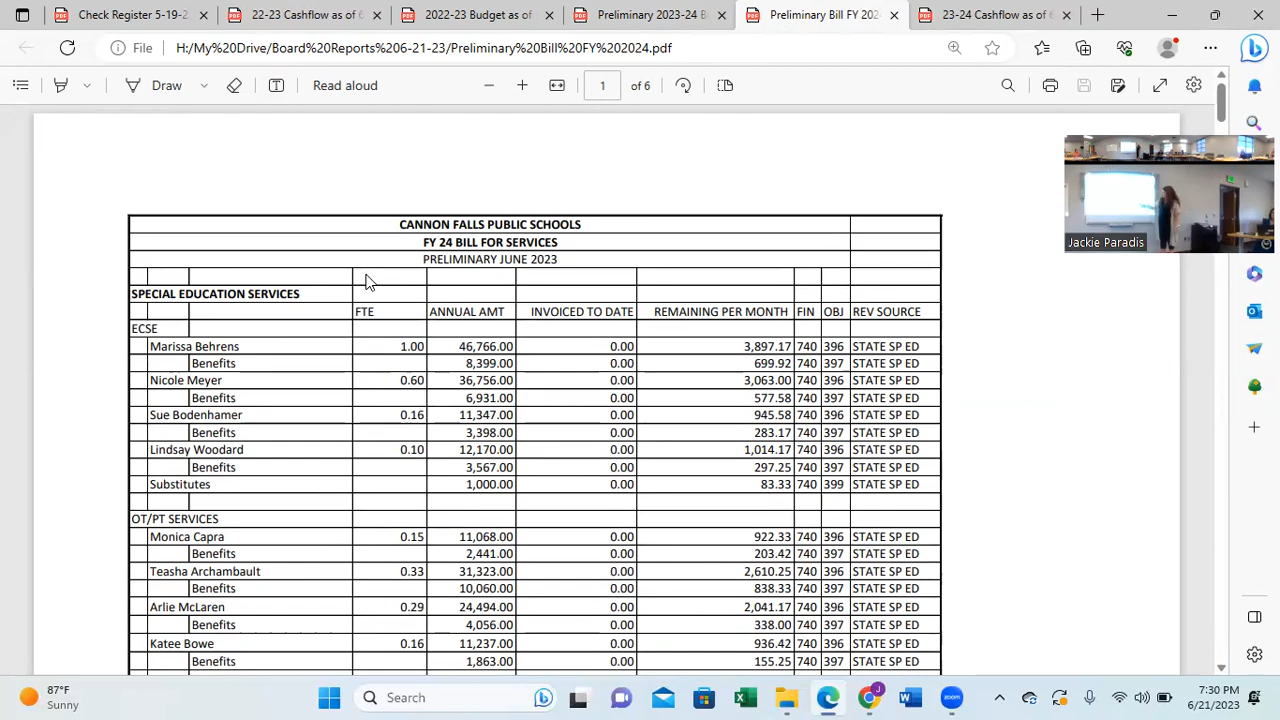 Check Register 5-19-2
22-23 Cashflow as of 6
2022-23 Budget as of
Preliminary 2023-24 B
Preliminary Bill FY 2024
23-24 Cashflow as of 6
File H:/My%20Drive/Board%20Reports%206-21-23/Preliminary%20Bill%20FY%202024.pdf
Draw Read aloud 1 of 6
Jackie Paradis
CANNON FALLS PUBLIC SCHOOLS
FY 24 BILL FOR SERVICES
PRELIMINARY JUNE 2023
SPECIAL EDUCATION SERVICES
FTE ANNUAL AMT INVOICED TO DATE REMAINING PER MONTH FIN OBJ REV SOURCE
ECSE
Marissa Behrens 1.00 46,766.00 0.00 3,897.17 740 396 STATE SP ED
Benefits 8,399.00 0.00 699.92 740 397 STATE SP ED
Nicole Meyer 0.60 36,756.00 0.00 3,063.00 740 396 STATE SP ED
Benefits 6,931.00 0.00 577.58 740 397 STATE SP ED
Sue Bodenhamer 0.16 11,347.00 0.00 945.58 740 396 STATE SP ED
Benefits 3,398.00 0.00 283.17 740 397 STATE SP ED
Lindsay Woodard 0.10 12,170.00 0.00 1,014.17 740 396 STATE SP ED
Benefits 3,567.00 0.00 297.25 740 397 STATE SP ED
Substitutes 1,000.00 0.00 83.33 740 399 STATE SP ED
OT/PT SERVICES
Monica Capra 0.15 11,068.00 0.00 922.33 740 396 STATE SP ED
Benefits 2,441.00 0.00 203.42 740 397 STATE SP ED
Teasha Archambault 0.33 31,323.00 0.00 2,610.25 740 396 STATE SP ED
Benefits 10,060.00 0.00 838.33 740 397 STATE SP ED
Arlie McLaren 0.29 24,494.00 0.00 2,041.17 740 396 STATE SP ED
Benefits 4,056.00 0.00 338.00 740 397 STATE SP ED
Katee Bowe 0.16 11,237.00 0.00 936.42 740 396 STATE SP ED
Benefits 1,863.00 0.00 155.25 740 397 STATE SP ED
87°F
Sunny
Search
7:30 PM
6/21/2023